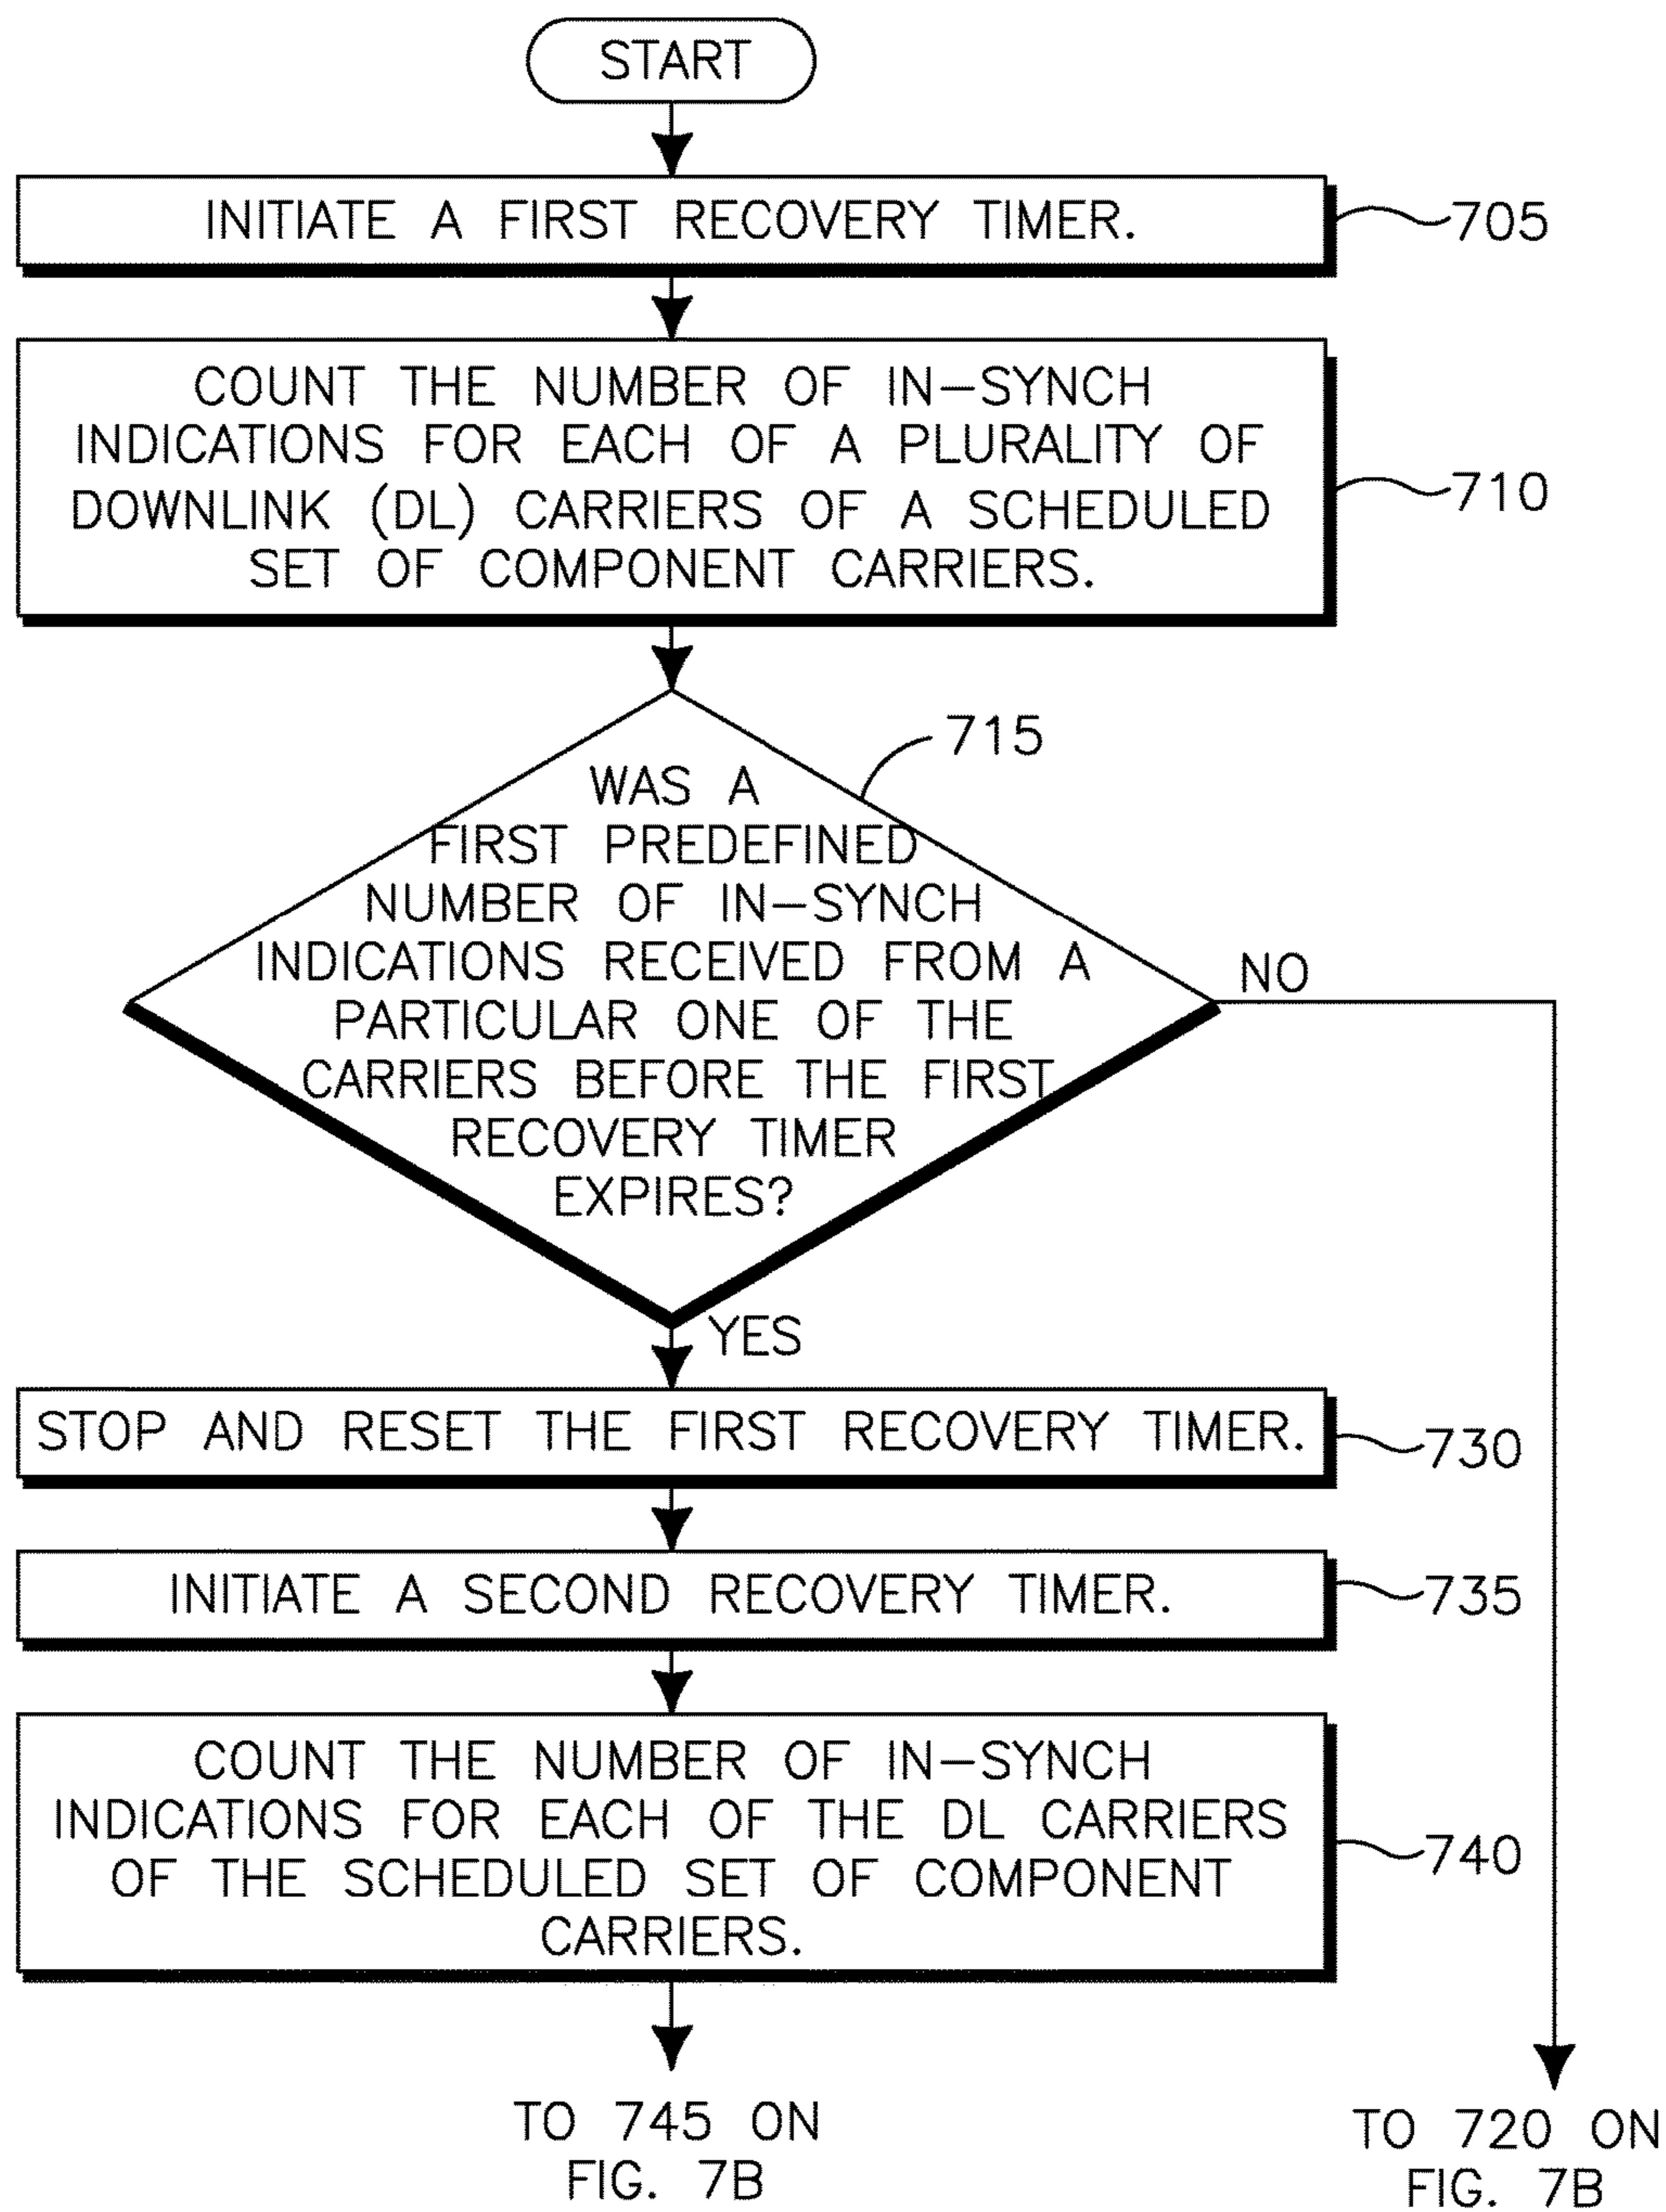 START
INITIATE A FIRST RECOVERY TIMER.
705
COUNT THE NUMBER OF IN-SYNCH
INDICATIONS FOR EACH OF A PLURALITY OF
DOWNLINK (DL) CARRIERS OF A SCHEDULED
SET OF COMPONENT CARRIERS.
710
715
WAS A
FIRST PREDEFINED
NUMBER OF IN-SYNCH
INDICATIONS RECEIVED FROM A
PARTICULAR ONE OF THE
CARRIERS BEFORE THE FIRST
RECOVERY TIMER
EXPIRES?
NO
YES
STOP AND RESET THE FIRST RECOVERY TIMER.
730
INITIATE A SECOND RECOVERY TIMER.
735
COUNT THE NUMBER OF IN-SYNCH
INDICATIONS FOR EACH OF THE DL CARRIERS
OF THE SCHEDULED SET OF COMPONENT
CARRIERS.
740
TO 745 ON
FIG. 7B
TO 720 ON
FIG. 7B